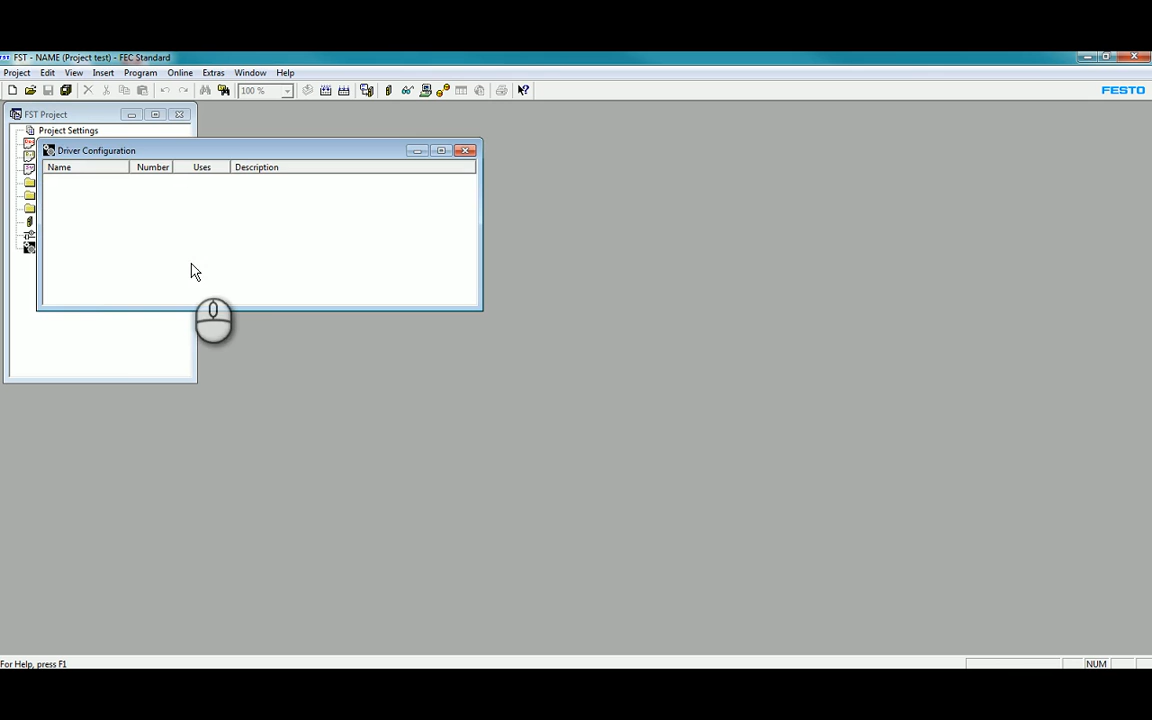 FST - NAME (Project test) - FEC Standard
Project Edit View Insert Program Online Extras Window Help
100 %
FESTO
FST Project
Project Settings
Driver Configuration
Name Number Uses Description
For Help, press F1
NUM